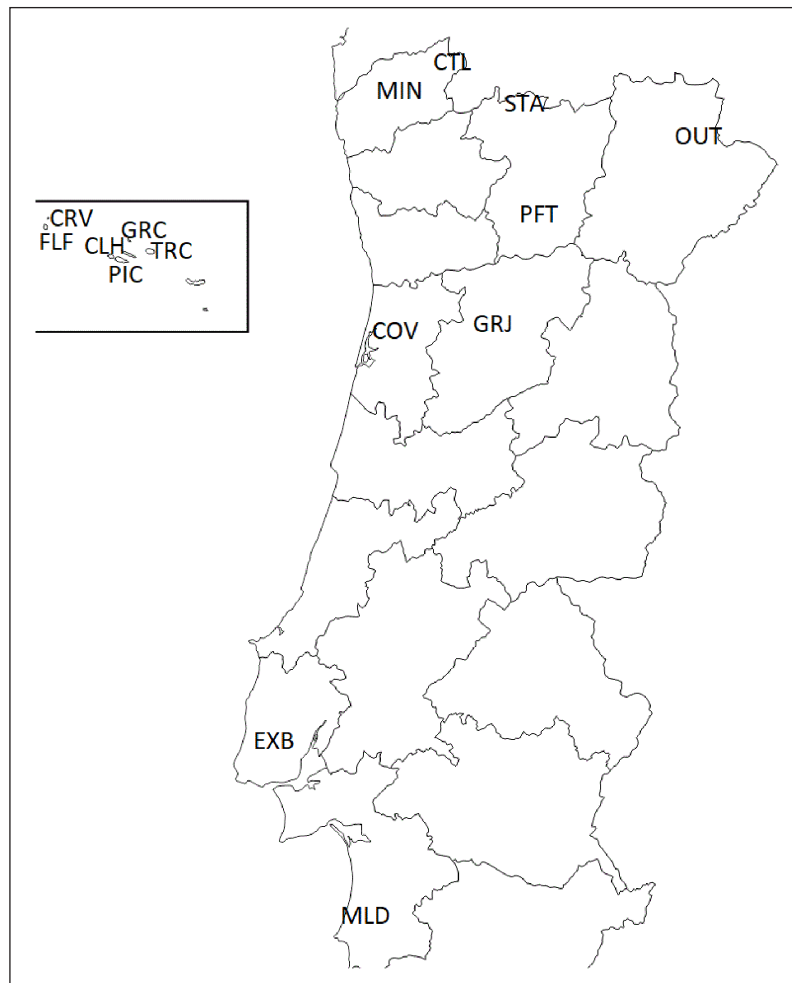 CTL
MIN
STA
OUT
PFT
CRV
GRC
FLF
CLH
TRC
PIC
COV
GRJ
EXB
MLD